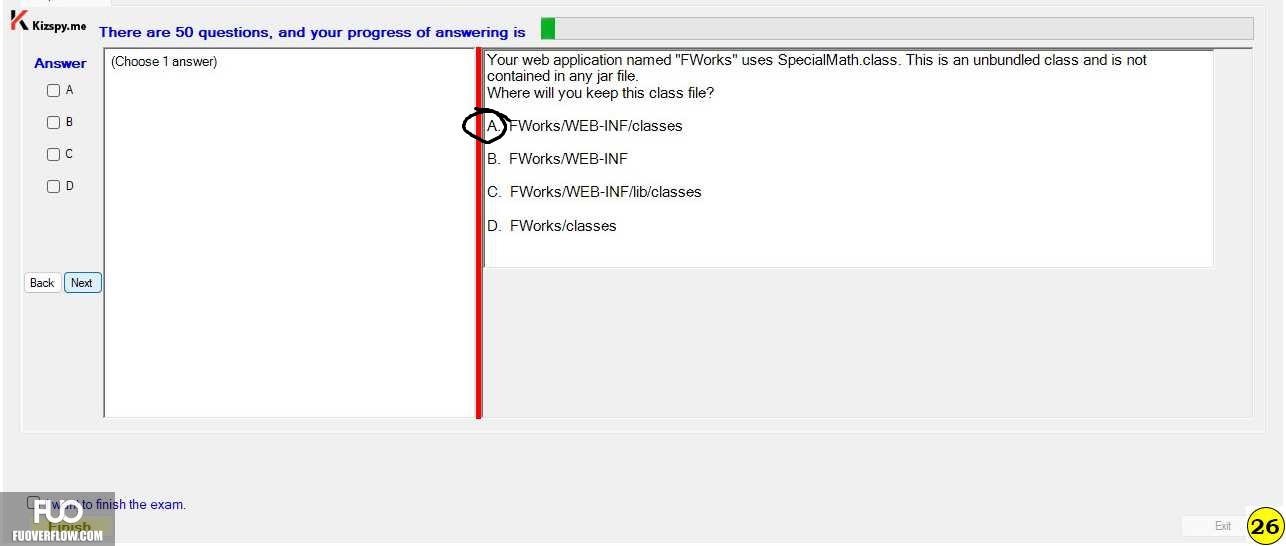 Kizspy.me
There are 50 questions, and your progress of answering is
Answer
A
B
C
D
Back
Next
(Choose 1 answer)
Your web application named "FWorks" uses SpecialMath.class. This is an unbundled class and is not
contained in any jar file.
Where will you keep this class file?
A. FWorks/WEB-INF/classes
B. FWorks/WEB-INF
C. FWorks/WEB-INF/lib/classes
D. FWorks/classes
I want to finish the exam.
Finish
FUO
FUOVERFLOW.COM
Exit
26